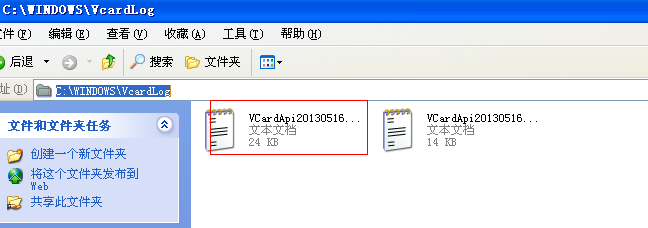 C:\WINDOWS\VcardLog
编辑(E) 查看(V) 收藏(A) 工具(T) 帮助(H)
后退 搜索 文件夹
C:\WINDOWS\VcardLog
文件和文件夹任务
创建一个新文件夹
将这个文件夹发布到
Web
共享此文件夹
VCardApi20130516...
文本文档
24 KB
VCardApi20130516...
文本文档
14 KB